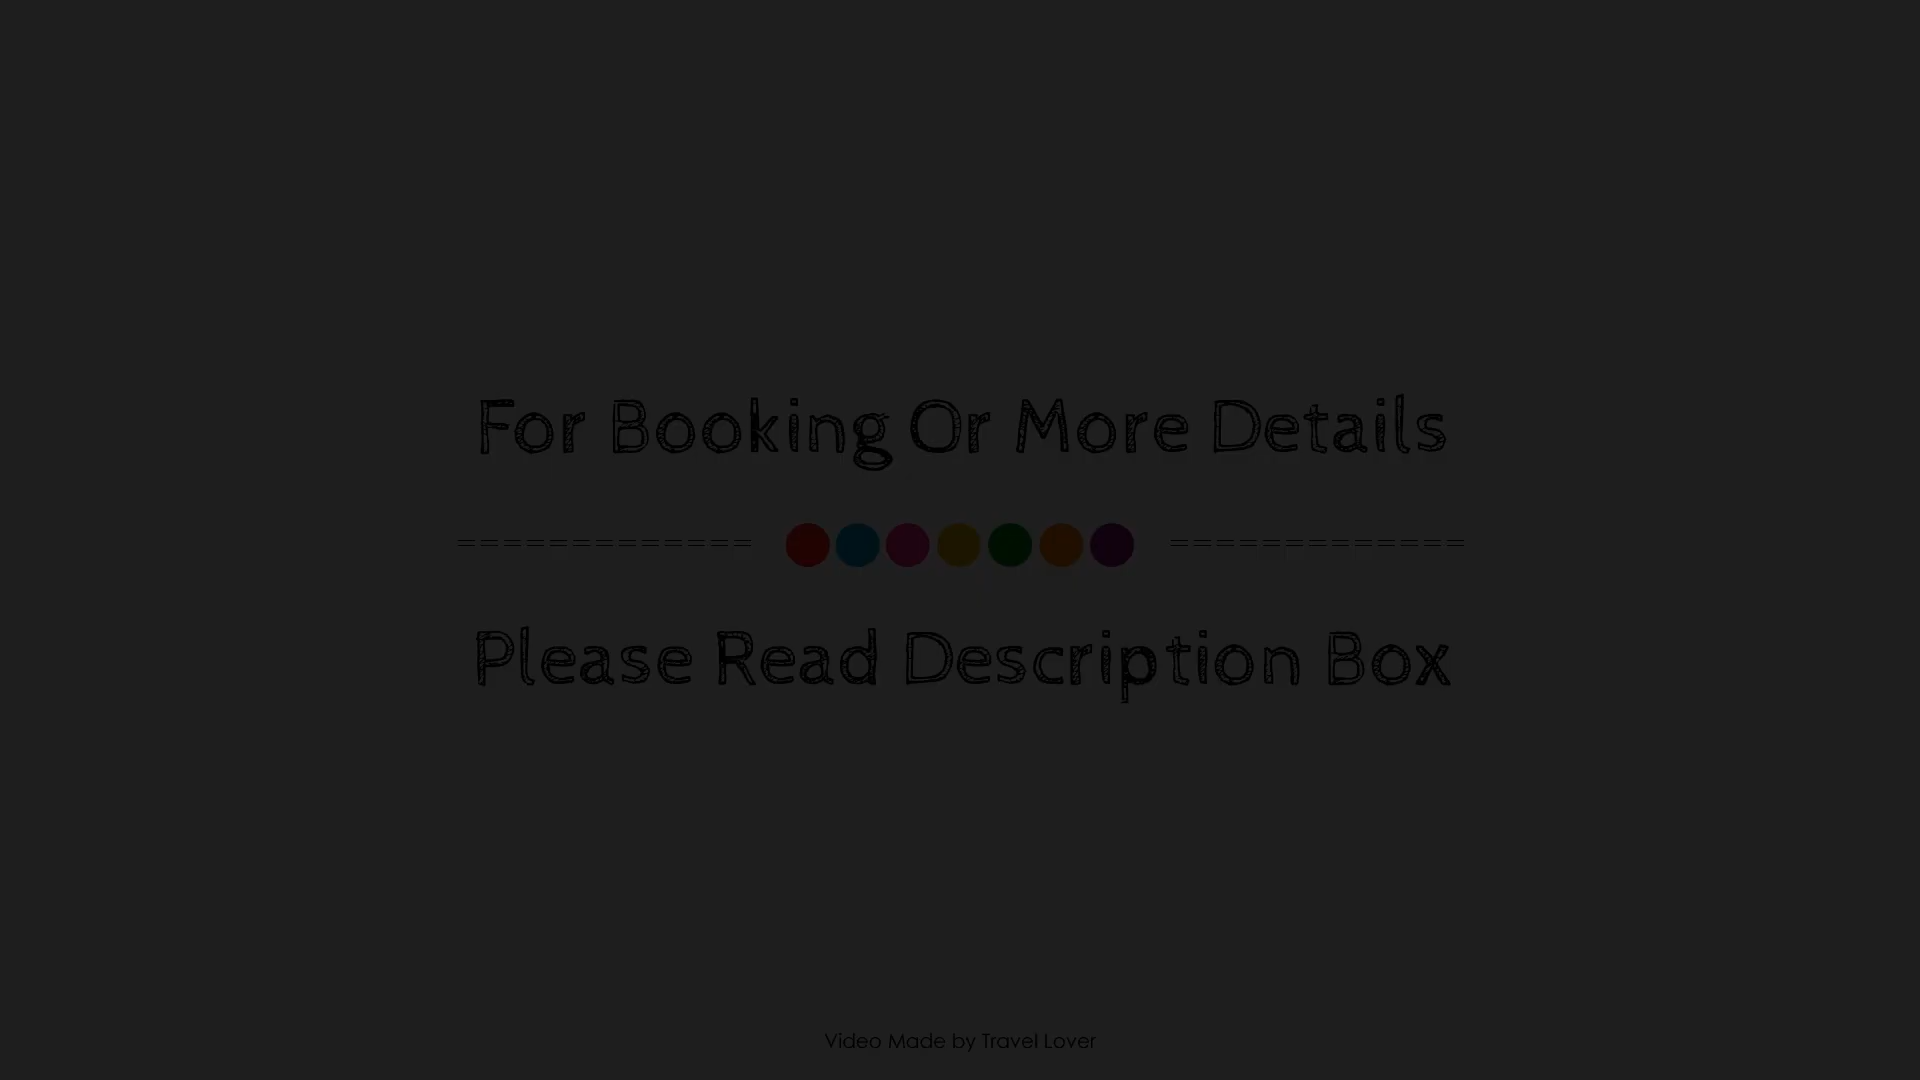 For Booking Or More Details
============= =============
Please Read Description Box
Video Made by Travel Lover